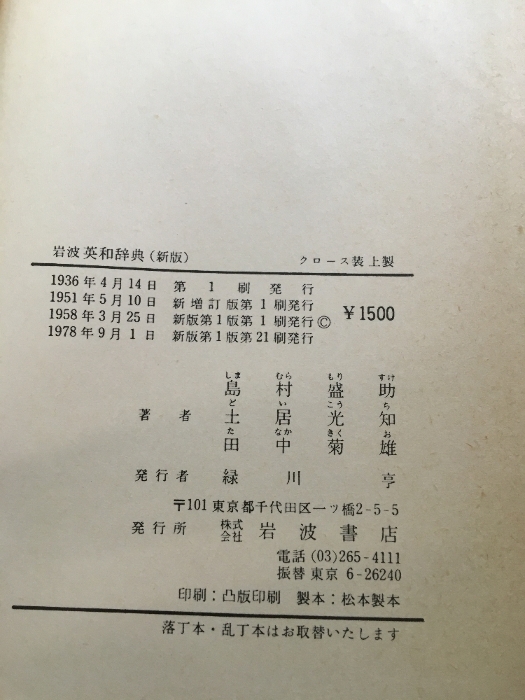 岩波 英和辞典(新版)
クロース装 上製
1936年4月14日 第1刷発行
1951年5月10日 新増訂版第1刷発行
1958年3月25日 新版第1版第1刷発行©
1978年9月1日 新版第1版第21刷発行
¥1500
しま むら もり すけ
島村盛助
ど い こう ち
著者 土居光知
た なか きく お
田中菊雄
発行者 緑川亨
〒101 東京都千代田区一ッ橋2-5-5
発行所 株式会社 岩波書店
電話 (03)265-4111
振替 東京 6-26240
印刷:凸版印刷 製本:松本製本
落丁本・乱丁本はお取替いたします